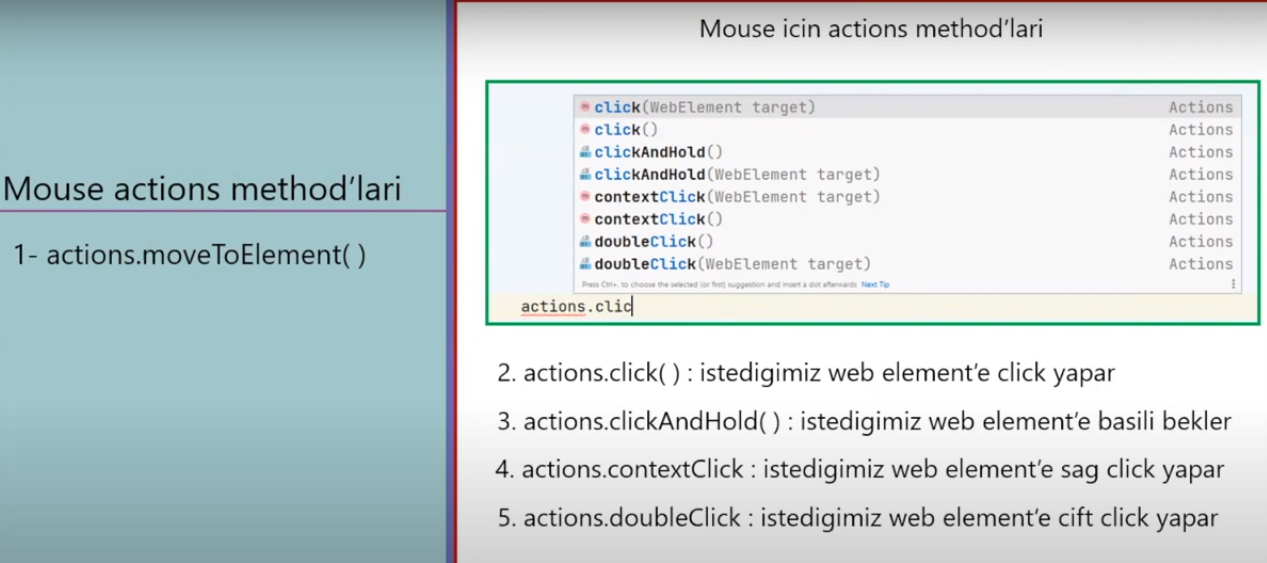 Mouse actions method'lari
1- actions.moveToElement( )
Mouse icin actions method'lari
click(WebElement target) Actions
click() Actions
clickAndHold() Actions
clickAndHold(WebElement target) Actions
contextClick(WebElement target) Actions
contextClick() Actions
doubleClick() Actions
doubleClick(WebElement target) Actions
Press Ctrl+. to choose the selected (or first) suggestion and insert a dot afterwards Next Tip
actions.clic
2. actions.click( ) : istedigimiz web element'e click yapar
3. actions.clickAndHold( ) : istedigimiz web element'e basili bekler
4. actions.contextClick : istedigimiz web element'e sag click yapar
5. actions.doubleClick : istedigimiz web element'e cift click yapar